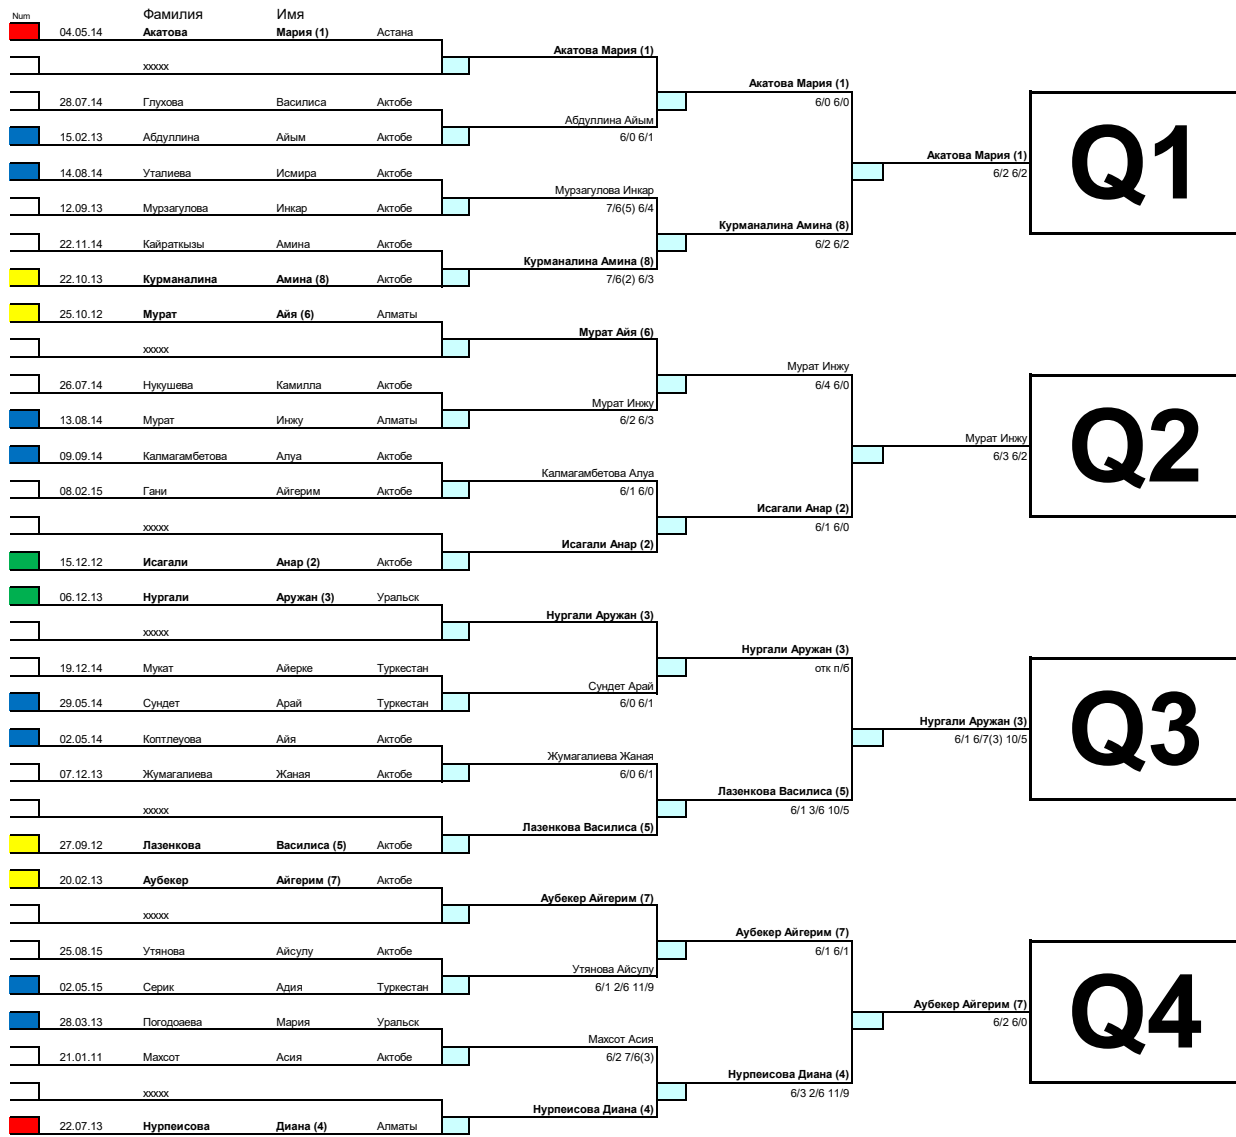 Num Фамилия Имя
04.05.14 Акатова Мария (1) Астана
Акатова Мария (1)
xxxxx
Акатова Мария (1)
28.07.14 Глухова Василиса Актобе 6/0 6/0
Абдуллина Айым
15.02.13 Абдуллина Айым Актобе 6/0 6/1
Акатова Мария (1)
14.08.14 Уталиева Исмира Актобе 6/2 6/2
Q1
Мурзагулова Инкар
12.09.13 Мурзагулова Инкар Актобе 7/6(5) 6/4
Курманалина Амина (8)
22.11.14 Кайраткызы Амина Актобе 6/2 6/2
Курманалина Амина (8)
22.10.13 Курманалина Амина (8) Актобе 7/6(2) 6/3
25.10.12 Мурат Айя (6) Алматы
Мурат Айя (6)
xxxxx
Мурат Инжу
26.07.14 Нукушева Камилла Актобе 6/4 6/0
Мурат Инжу
13.08.14 Мурат Инжу Алматы 6/2 6/3
Мурат Инжу
09.09.14 Калмагамбетова Алуа Актобе 6/3 6/2
Q2
Калмагамбетова Алуа
08.02.15 Гани Айгерим Актобе 6/1 6/0
Исагали Анар (2)
xxxxx 6/1 6/0
Исагали Анар (2)
15.12.12 Исагали Анар (2) Актобе
06.12.13 Нургали Аружан (3) Уральск
Нургали Аружан (3)
xxxxx
Нургали Аружан (3)
19.12.14 Мукат Айерке Туркестан отк п/б
Сундет Арай
29.05.14 Сундет Арай Туркестан 6/0 6/1
Нургали Аружан (3)
02.05.14 Коптлеуова Айя Актобе 6/1 6/7(3) 10/5
Q3
Жумагалиева Жаная
07.12.13 Жумагалиева Жаная Актобе 6/0 6/1
Лазенкова Василиса (5)
xxxxx 6/1 3/6 10/5
Лазенкова Василиса (5)
27.09.12 Лазенкова Василиса (5) Актобе
20.02.13 Аубекер Айгерим (7) Актобе
Аубекер Айгерим (7)
xxxxx
Аубекер Айгерим (7)
25.08.15 Утянова Айсулу Актобе 6/1 6/1
Утянова Айсулу
02.05.15 Серик Адия Туркестан 6/1 2/6 11/9
Аубекер Айгерим (7)
28.03.13 Погодоаева Мария Уральск 6/2 6/0
Q4
Махсот Асия
21.01.11 Махсот Асия Актобе 6/2 7/6(3)
Нурпеисова Диана (4)
xxxxx 6/3 2/6 11/9
Нурпеисова Диана (4)
22.07.13 Нурпеисова Диана (4) Алматы